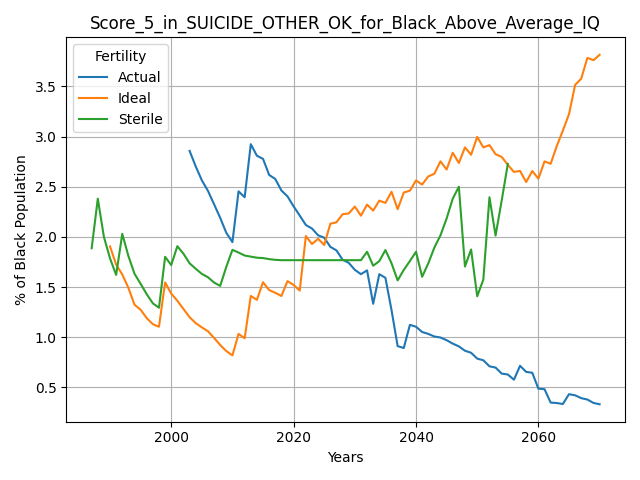 Score_5_in_SUICIDE_OTHER_OK_for_Black_Above_Average_IQ
Fertility
Actual
Ideal
Sterile
% of Black Population
3.5
3.0
2.5
2.0
1.5
1.0
0.5
2000
2020
2040
2060
Years